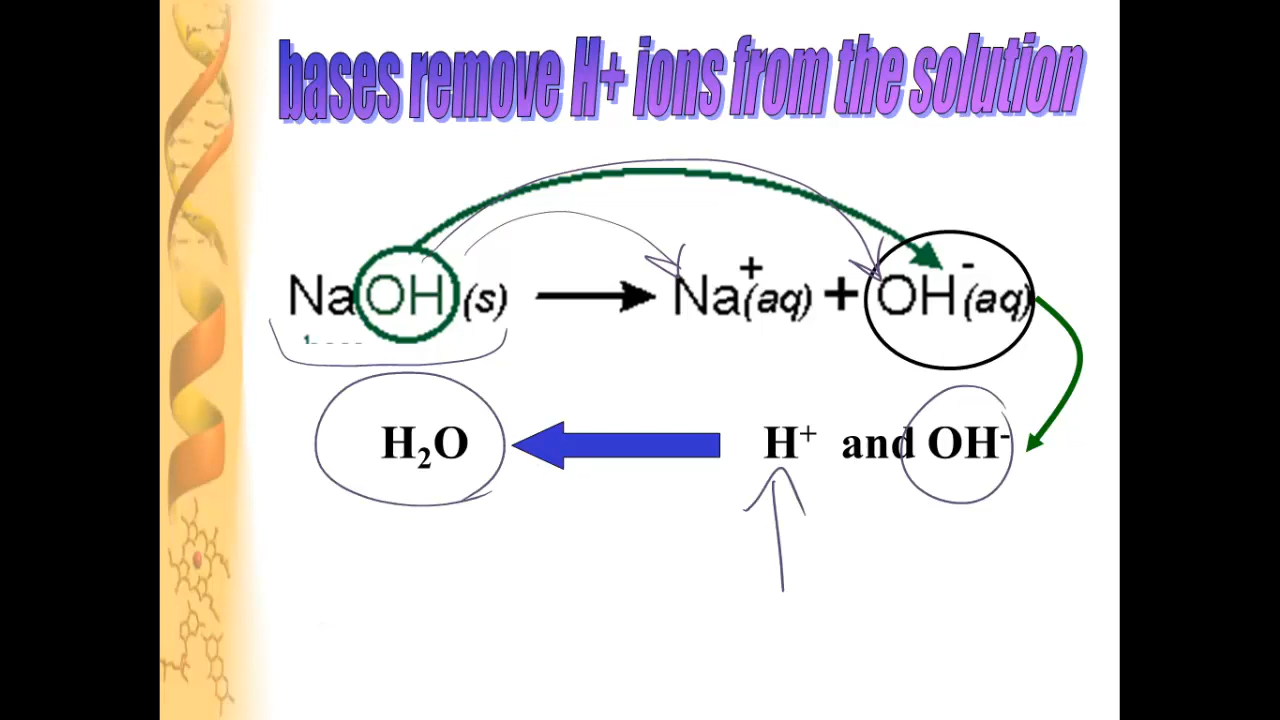 bases remove H+ ions from the solution
NaOH(s) → Na⁺(aq) + OH⁻(aq)
H₂O H⁺ and OH⁻